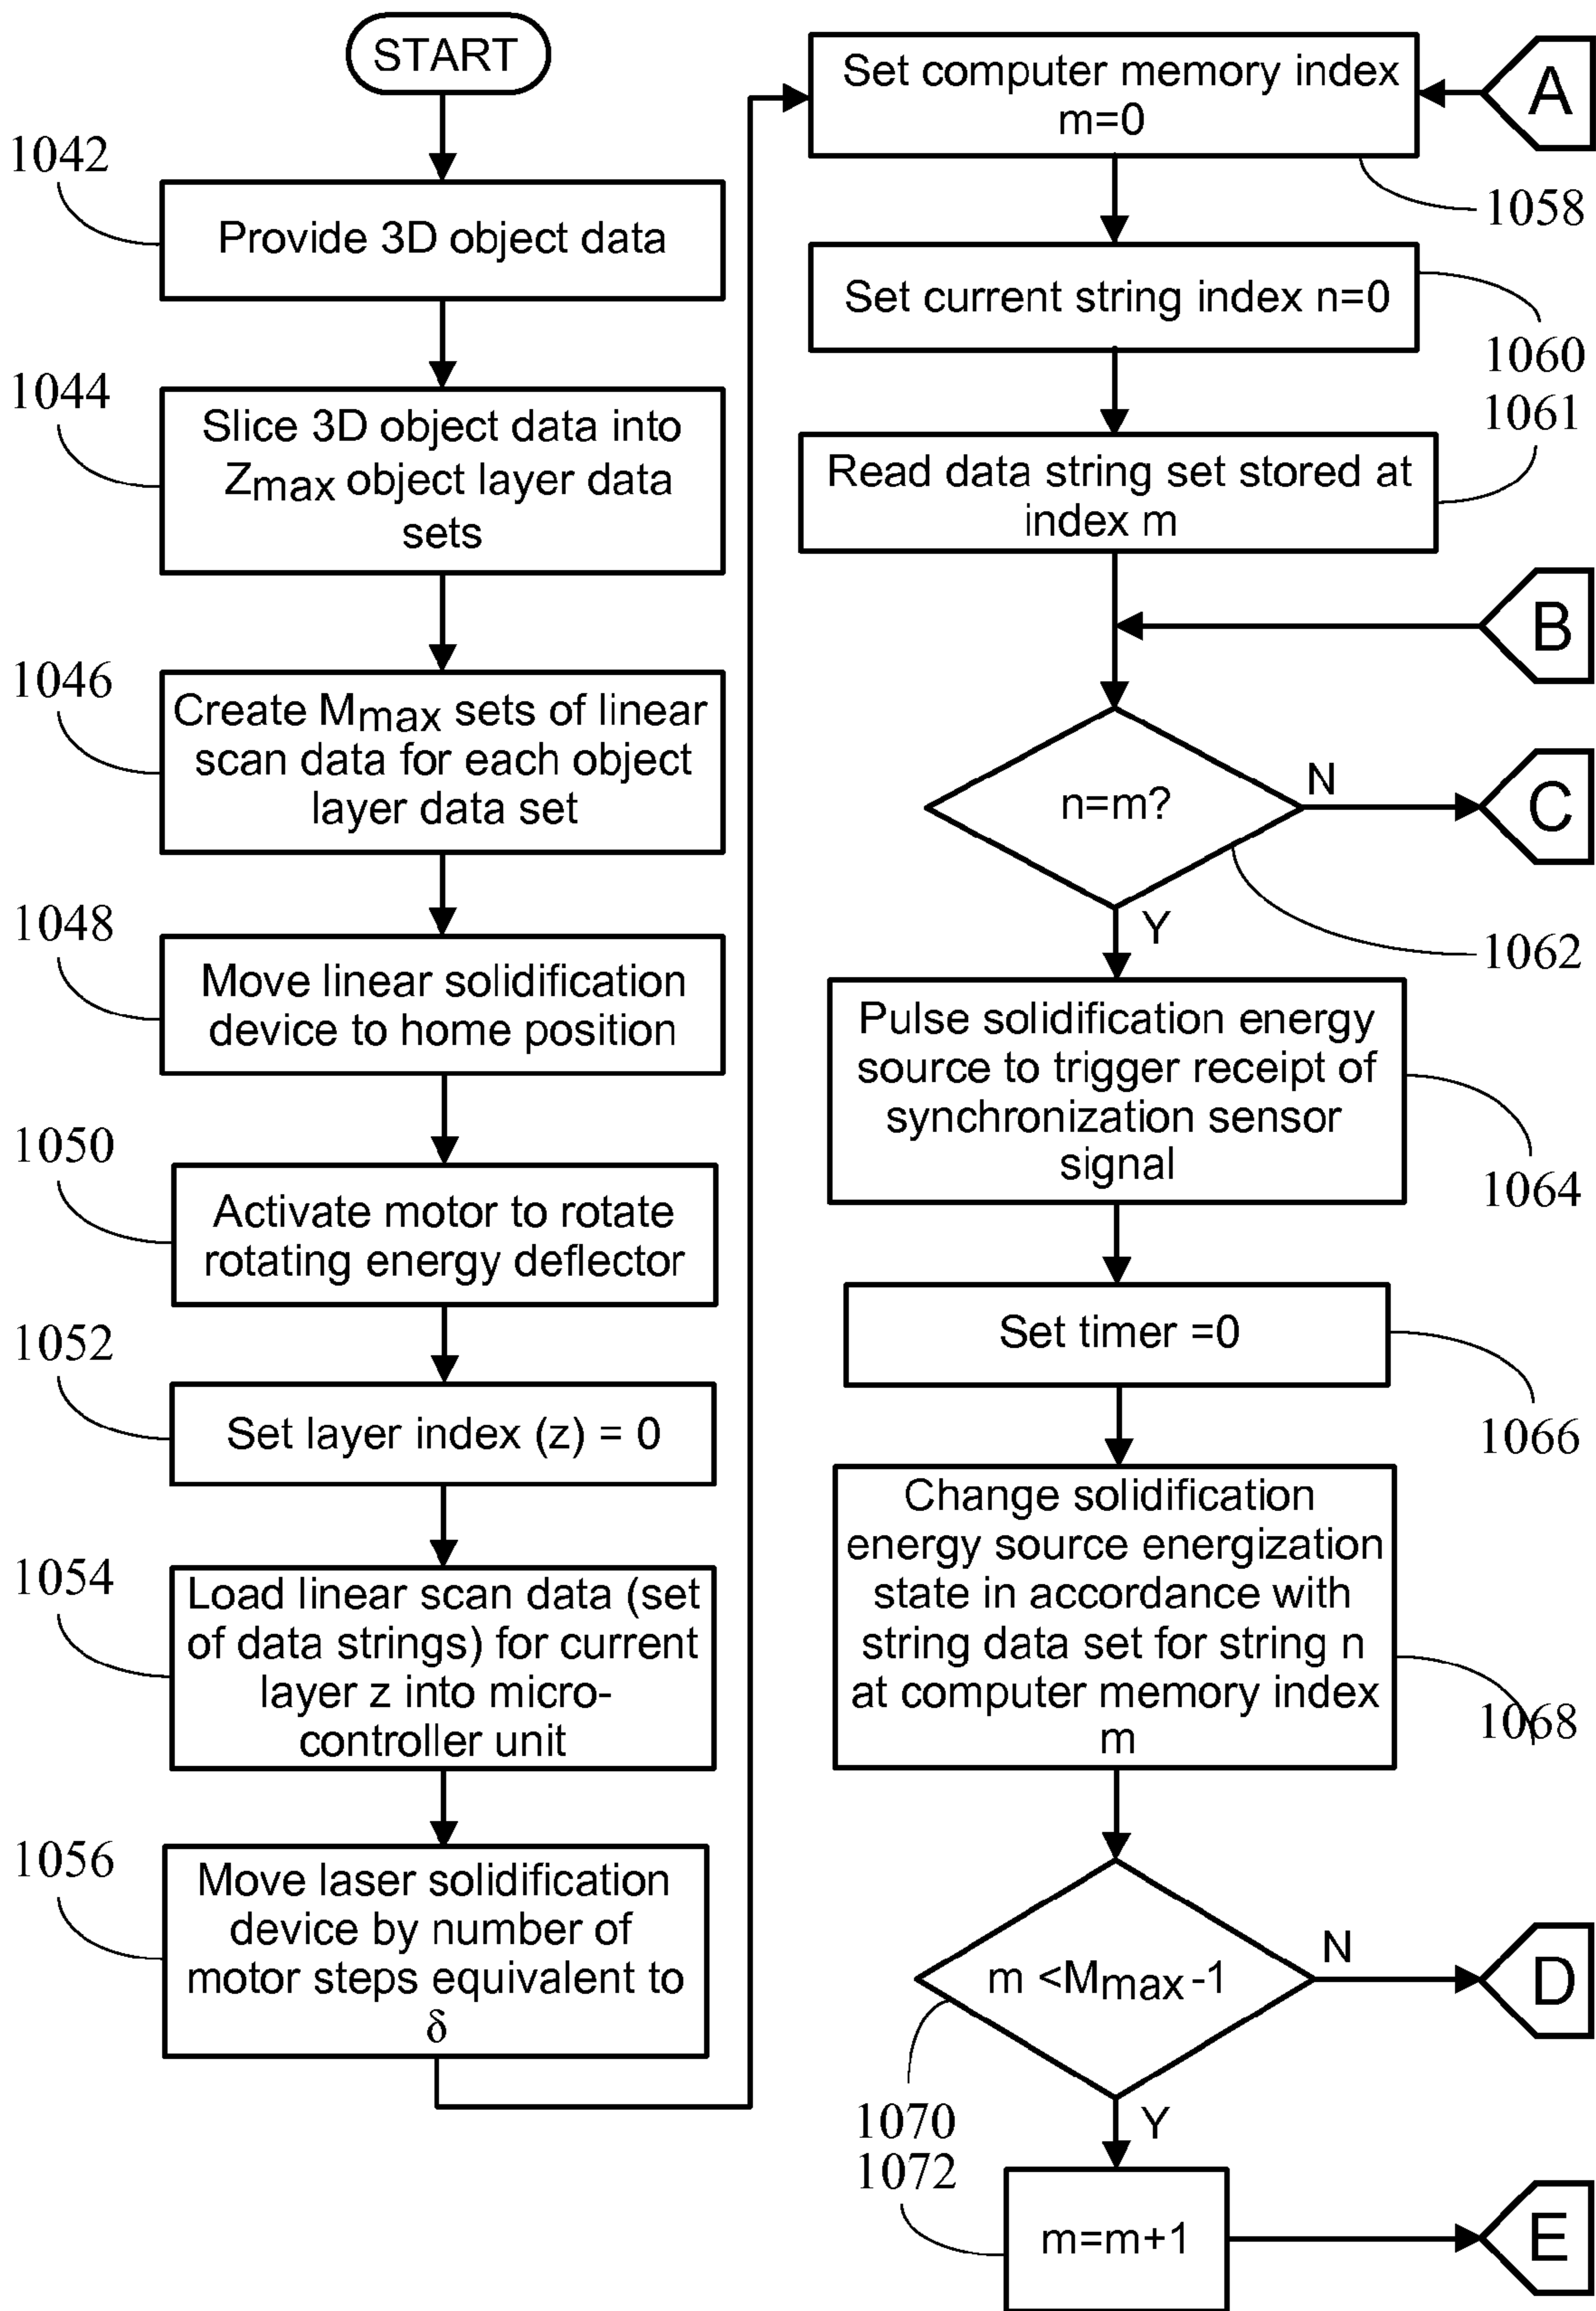 START
1042
Provide 3D object data
1044
Slice 3D object data into
Zmax object layer data
sets
1046
Create Mmax sets of linear
scan data for each object
layer data set
1048
Move linear solidification
device to home position
1050
Activate motor to rotate
rotating energy deflector
1052
Set layer index (z) = 0
1054
Load linear scan data (set
of data strings) for current
layer z into micro-
controller unit
1056
Move laser solidification
device by number of
motor steps equivalent to
δ
Set computer memory index
m=0
A
1058
Set current string index n=0
1060
1061
Read data string set stored at
index m
B
n=m?
N
C
Y
1062
Pulse solidification energy
source to trigger receipt of
synchronization sensor
signal
1064
Set timer =0
1066
Change solidification
energy source energization
state in accordance with
string data set for string n
at computer memory index
m
1068
m <Mmax -1
N
D
1070
Y
1072
m=m+1
E